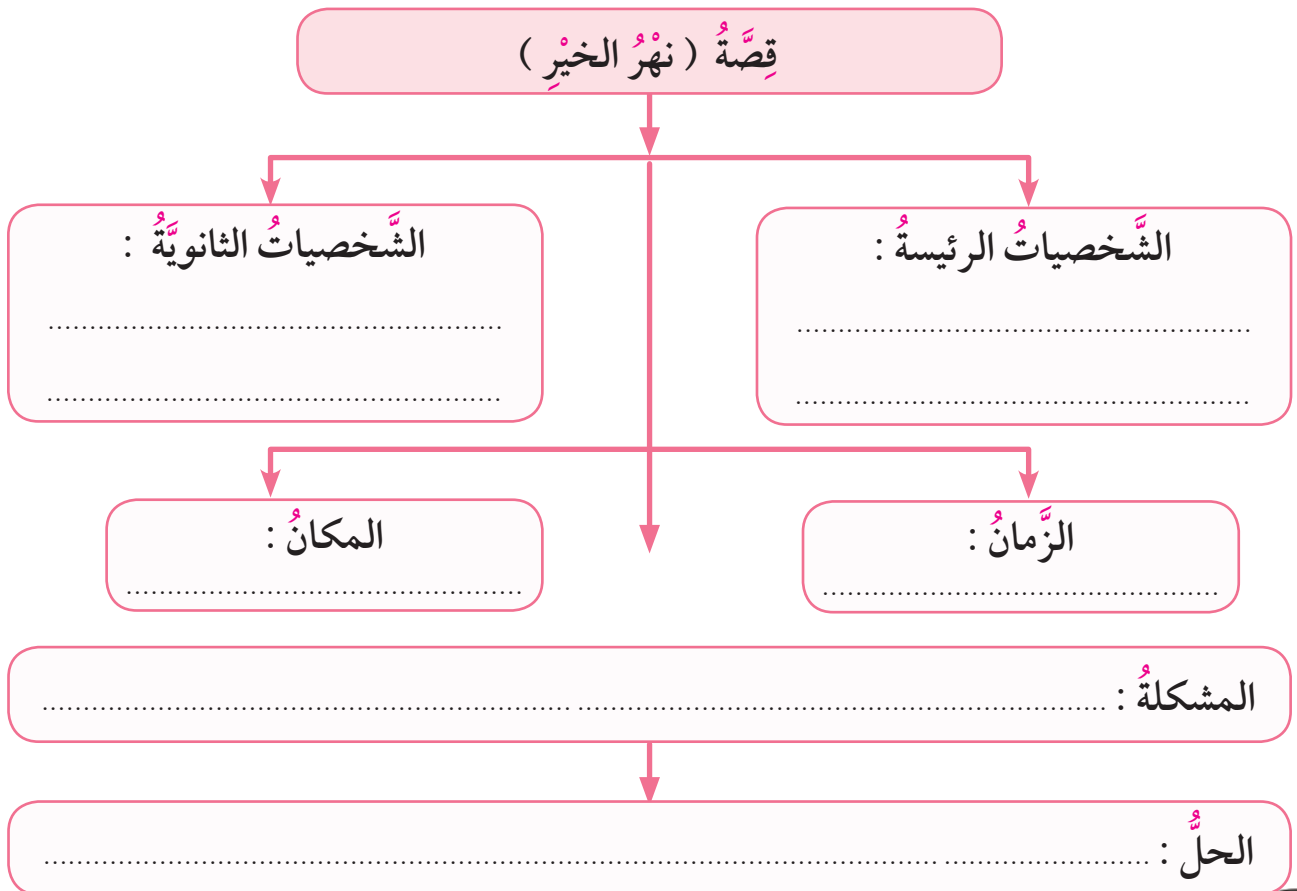 قِصَّةُ ( نهْرُ الخيْرِ )
الشَّخصياتُ الرئيسةُ :
....................................................
....................................................
الشَّخصياتُ الثانويَّةُ :
....................................................
....................................................
الزَّمانُ :
..............................................
المكانُ :
..............................................
المشكلةُ : ............................................................. .............................................................
الحلُّ : ........................ ........................................................................................................